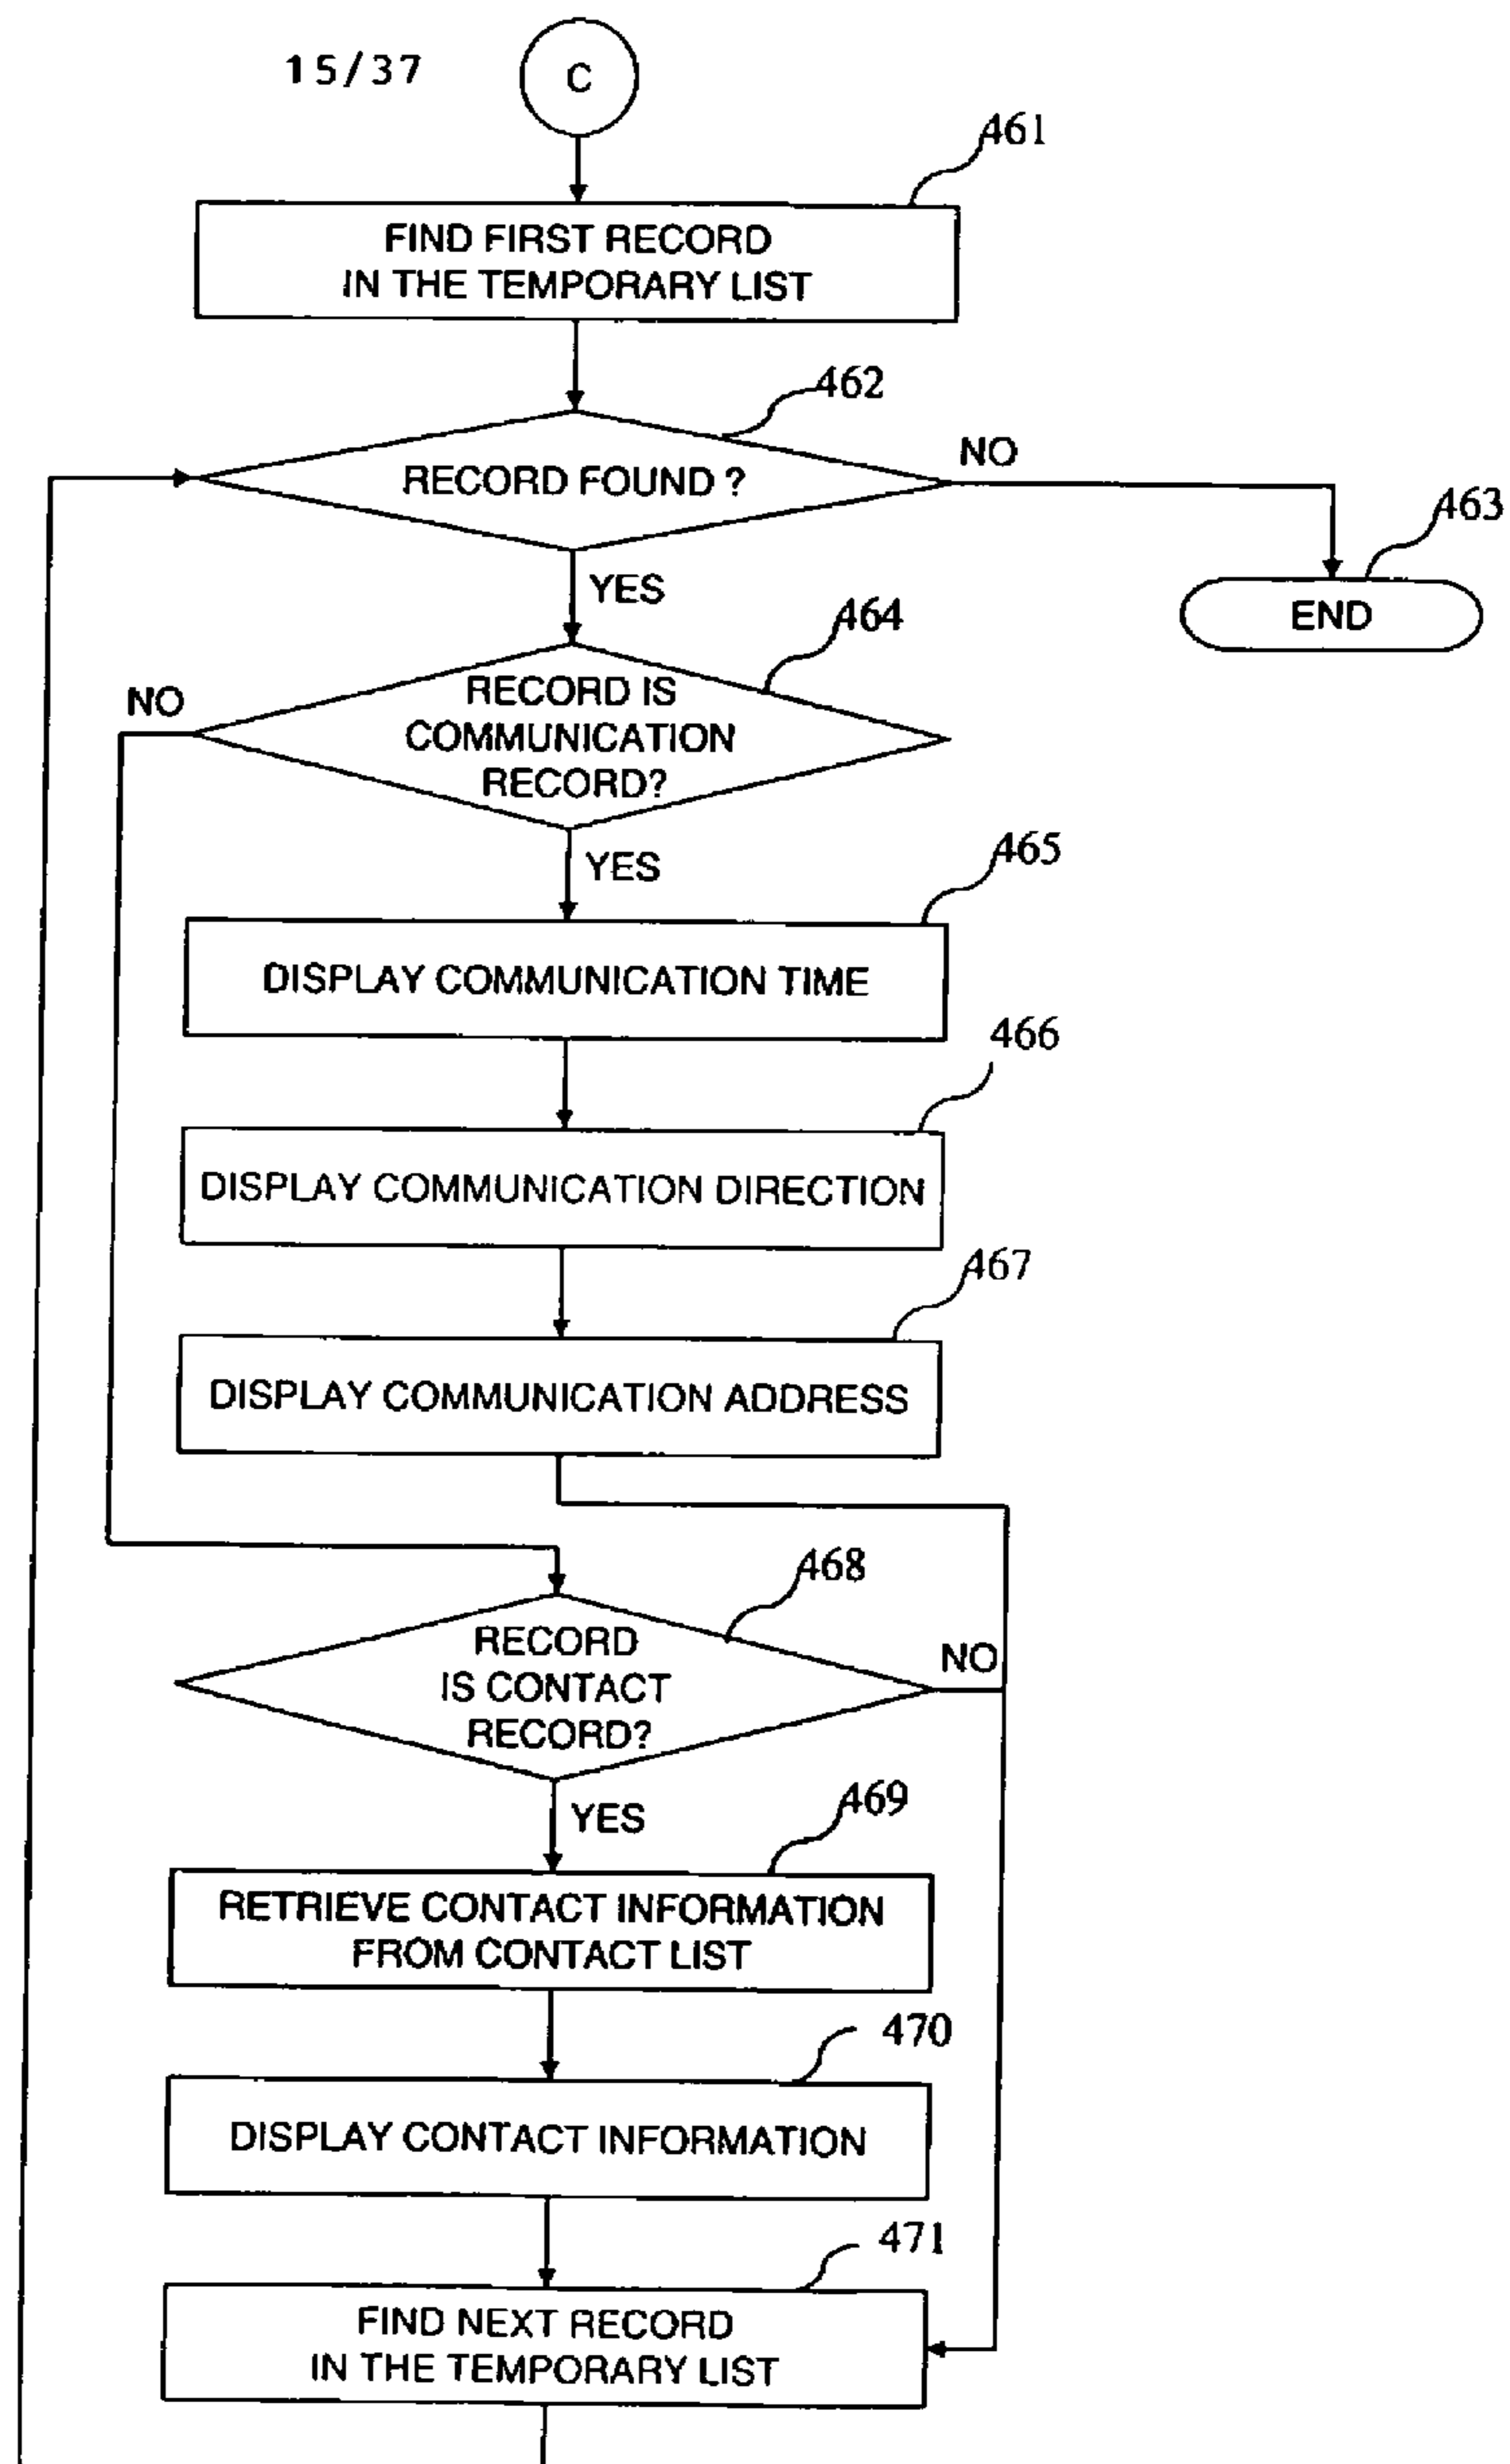 15/37
C
461
FIND FIRST RECORD
IN THE TEMPORARY LIST
462
RECORD FOUND ?
NO
463
END
YES
464
NO
RECORD IS
COMMUNICATION
RECORD?
YES
465
DISPLAY COMMUNICATION TIME
466
DISPLAY COMMUNICATION DIRECTION
467
DISPLAY COMMUNICATION ADDRESS
468
RECORD
IS CONTACT
RECORD?
NO
YES
469
RETRIEVE CONTACT INFORMATION
FROM CONTACT LIST
470
DISPLAY CONTACT INFORMATION
471
FIND NEXT RECORD
IN THE TEMPORARY LIST